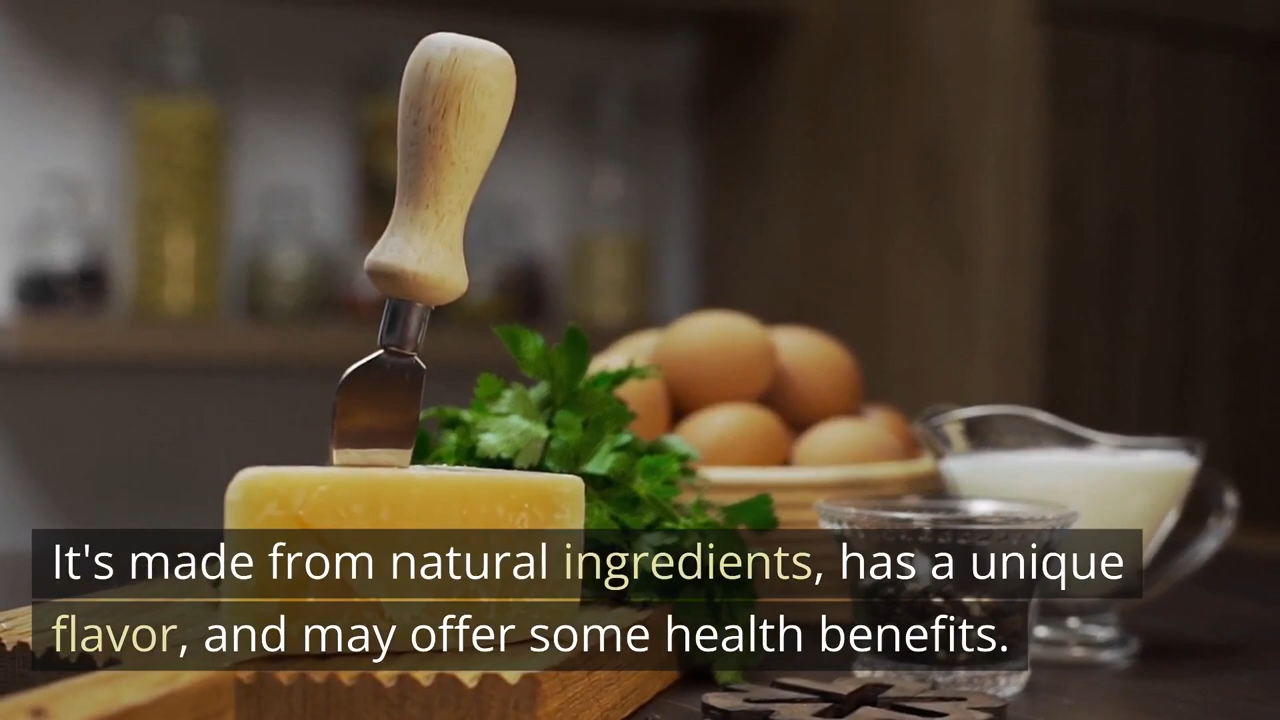 It's made from natural ingredients, has a unique
flavor, and may offer some health benefits.